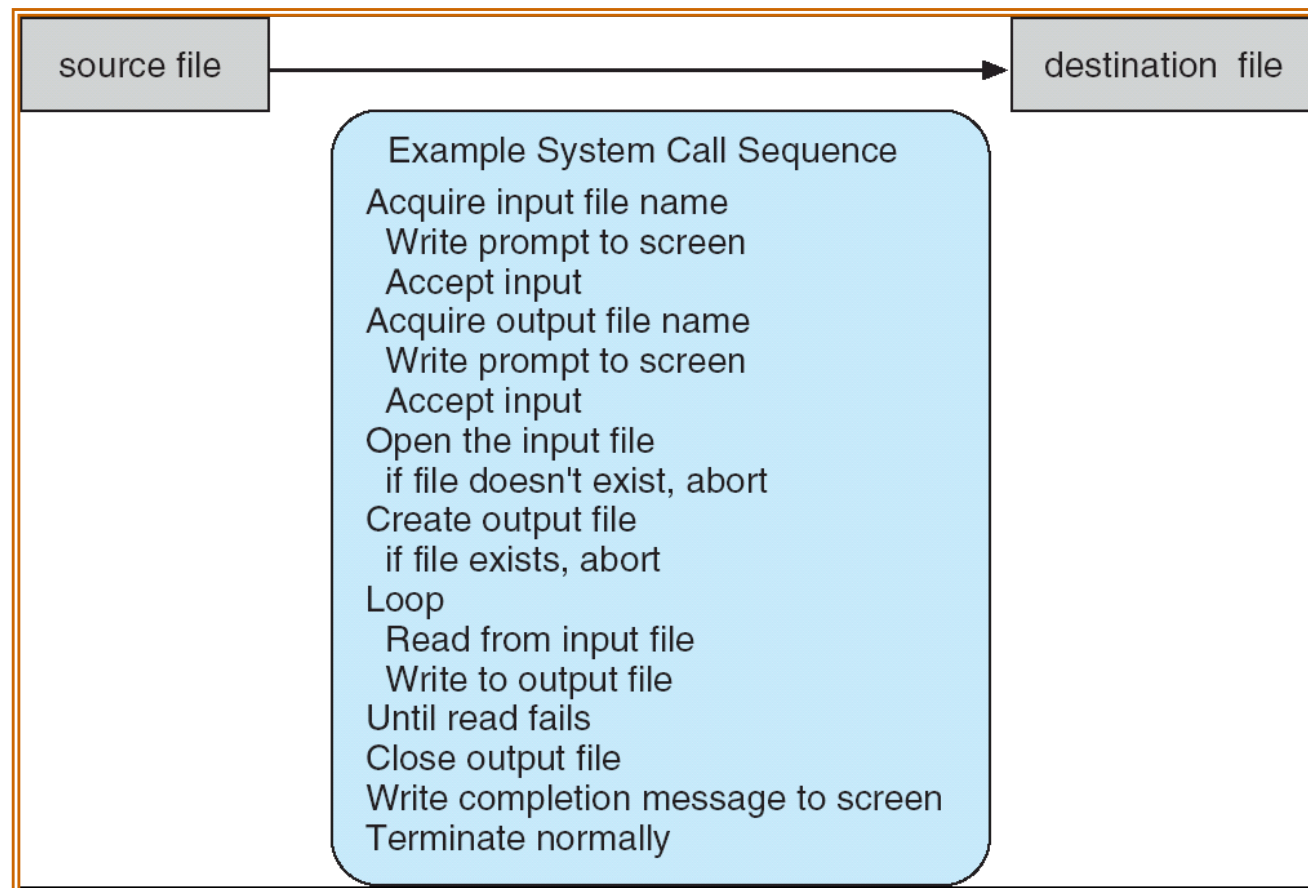 source file
destination file
Example System Call Sequence
Acquire input file name
Write prompt to screen
Accept input
Acquire output file name
Write prompt to screen
Accept input
Open the input file
if file doesn't exist, abort
Create output file
if file exists, abort
Loop
Read from input file
Write to output file
Until read fails
Close output file
Write completion message to screen
Terminate normally